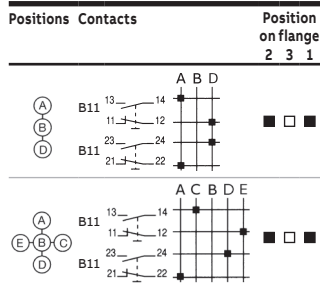 Positions Contacts Position
on flange
2 3 1
A B D
A
B11 13 14
B
11 12
D
23 24
B11
21 22
A C B D E
A
B11 13 14
E B C
11 12
23 24
D
B11
21 22